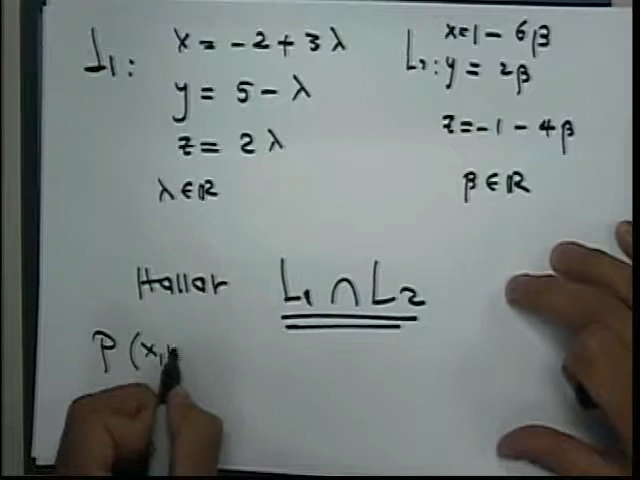 L1: x = -2 + 3λ
y = 5 - λ
z = 2λ
λ ∈ ℝ
L2: x = 1 - 6β
y = 2β
z = -1 - 4β
β ∈ ℝ
Hallar L1 ∩ L2
P (x,